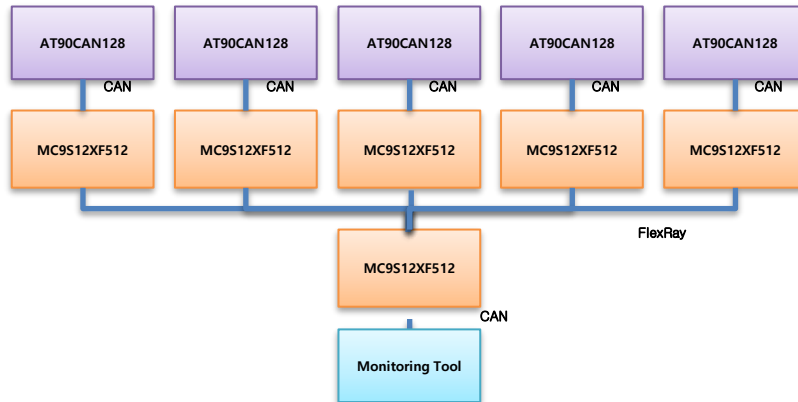 AT90CAN128 AT90CAN128 AT90CAN128 AT90CAN128 AT90CAN128
CAN CAN CAN CAN CAN
MC9S12XF512 MC9S12XF512 MC9S12XF512 MC9S12XF512 MC9S12XF512
FlexRay
MC9S12XF512
CAN
Monitoring Tool